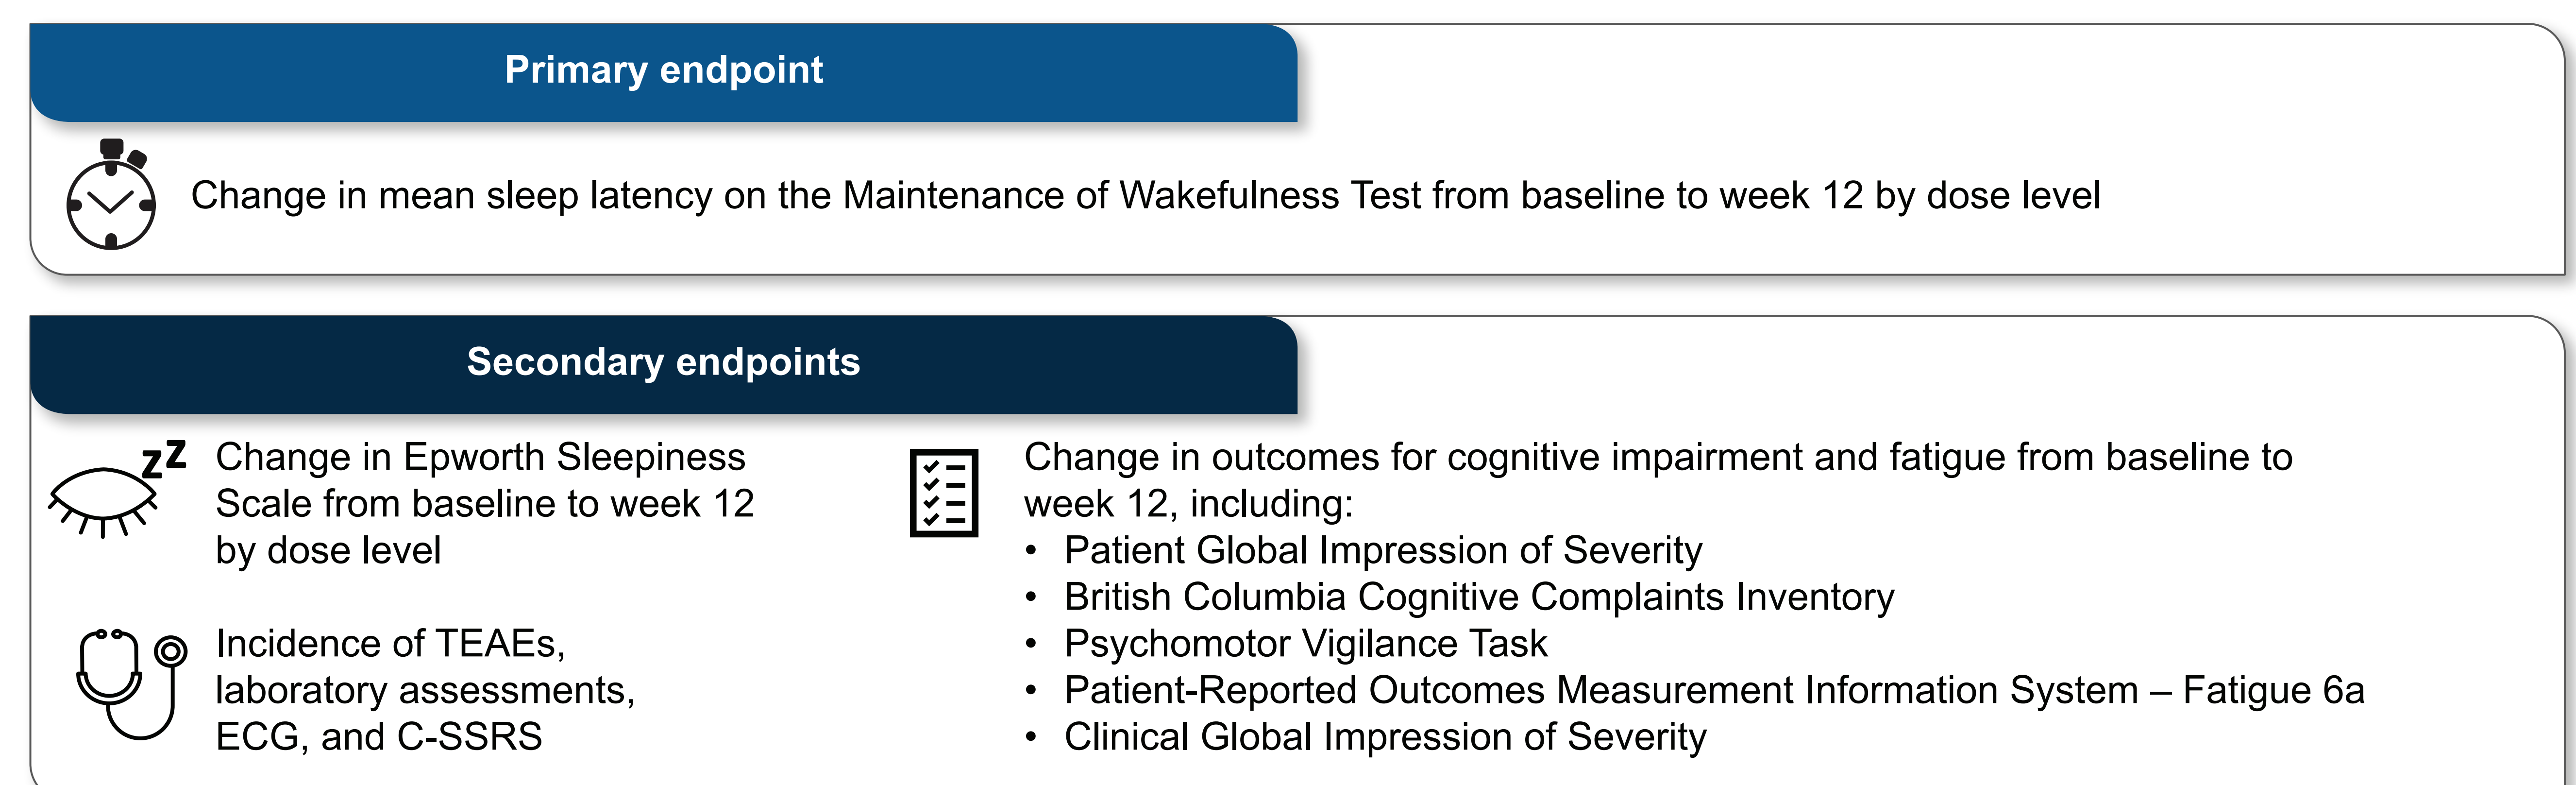 Primary endpoint
Change in mean sleep latency on the Maintenance of Wakefulness Test from baseline to week 12 by dose level
Secondary endpoints
zZ
Change in Epworth Sleepiness
Scale from baseline to week 12
by dose level
Incidence of TEAEs,
laboratory assessments,
ECG, and C-SSRS
Change in outcomes for cognitive impairment and fatigue from baseline to
week 12, including:
• Patient Global Impression of Severity
• British Columbia Cognitive Complaints Inventory
• Psychomotor Vigilance Task
• Patient-Reported Outcomes Measurement Information System – Fatigue 6a
• Clinical Global Impression of Severity